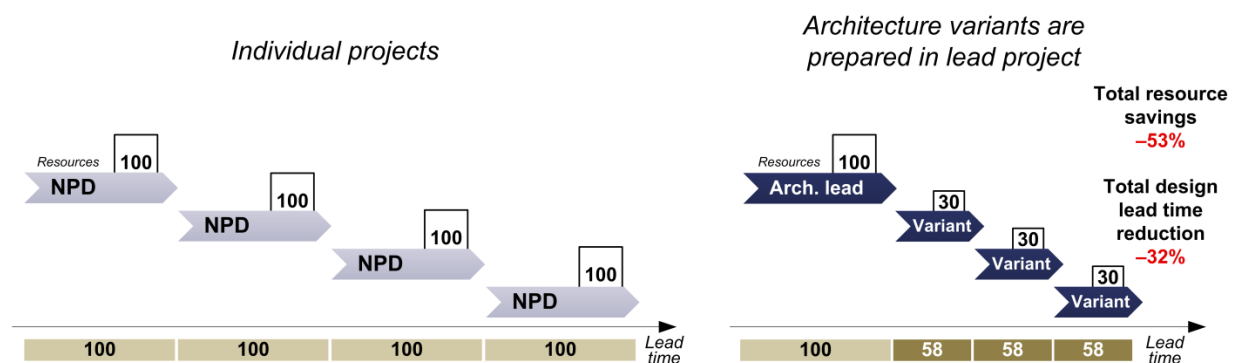 Individual projects
Resources
100
NPD
100
NPD
100
NPD
100
NPD
100
100
100
100
Lead
time
Architecture variants are
prepared in lead project
Resources
100
Arch. lead
30
Variant
30
Variant
30
Variant
100
58
58
58
Lead
time
Total resource
savings
–53%
Total design
lead time
reduction
–32%